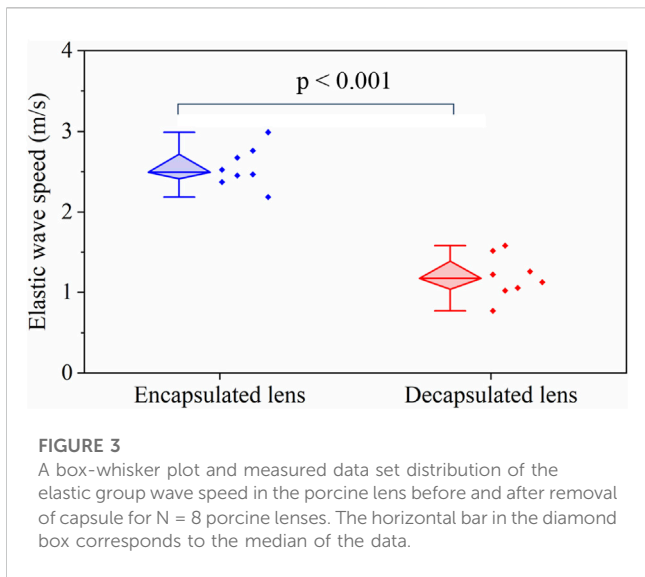 4
3
2
1
0
Elastic wave speed (m/s)
p < 0.001
Encapsulated lens
Decapsulated lens
FIGURE 3
A box-whisker plot and measured data set distribution of the
elastic group wave speed in the porcine lens before and after removal
of capsule for N = 8 porcine lenses. The horizontal bar in the diamond
box corresponds to the median of the data.